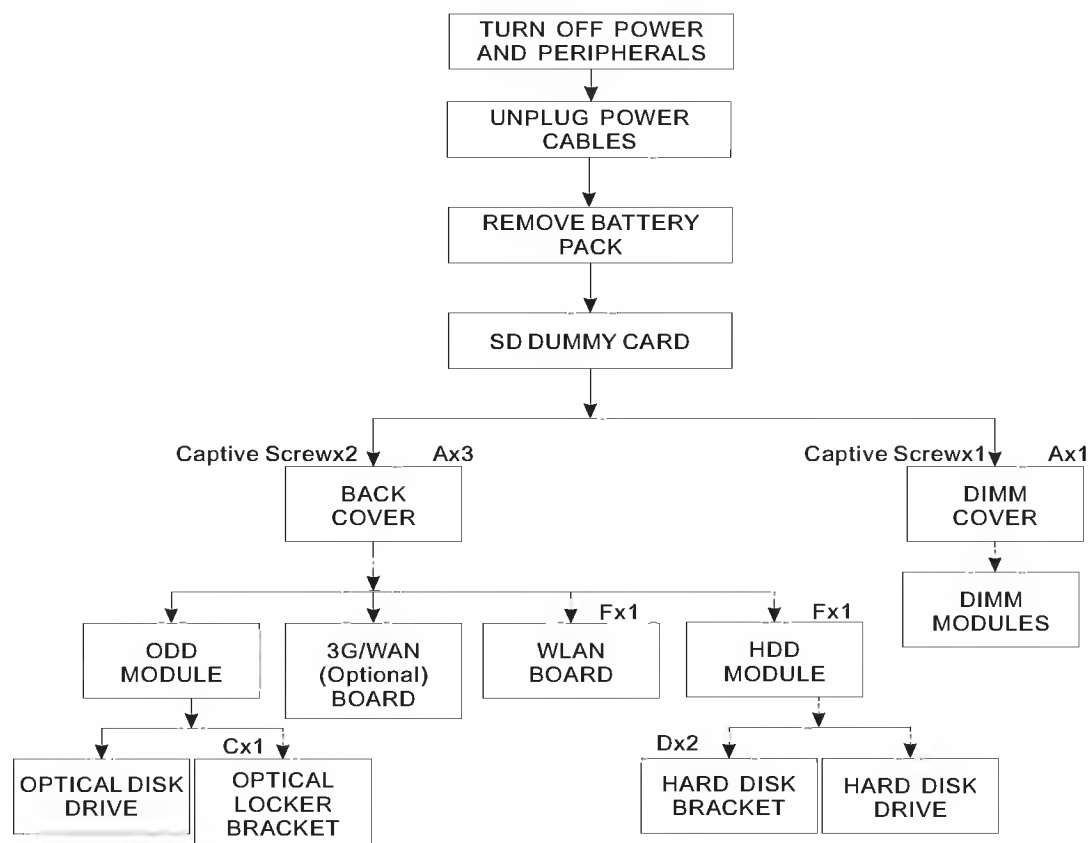 TURN OFF POWER
AND PERIPHERALS
UNPLUG POWER
CABLES
REMOVE BATTERY
PACK
SD DUMMY CARD
Captive Screwx2
Ax3
Captive Screwx1
Ax1
BACK
COVER
DIMM
COVER
DIMM
MODULES
Fx1
Fx1
ODD
MODULE
3G/WAN
(Optional)
BOARD
WLAN
BOARD
HDD
MODULE
Cx1
Dx2
OPTICAL DISK
DRIVE
OPTICAL
LOCKER
BRACKET
HARD DISK
BRACKET
HARD DISK
DRIVE